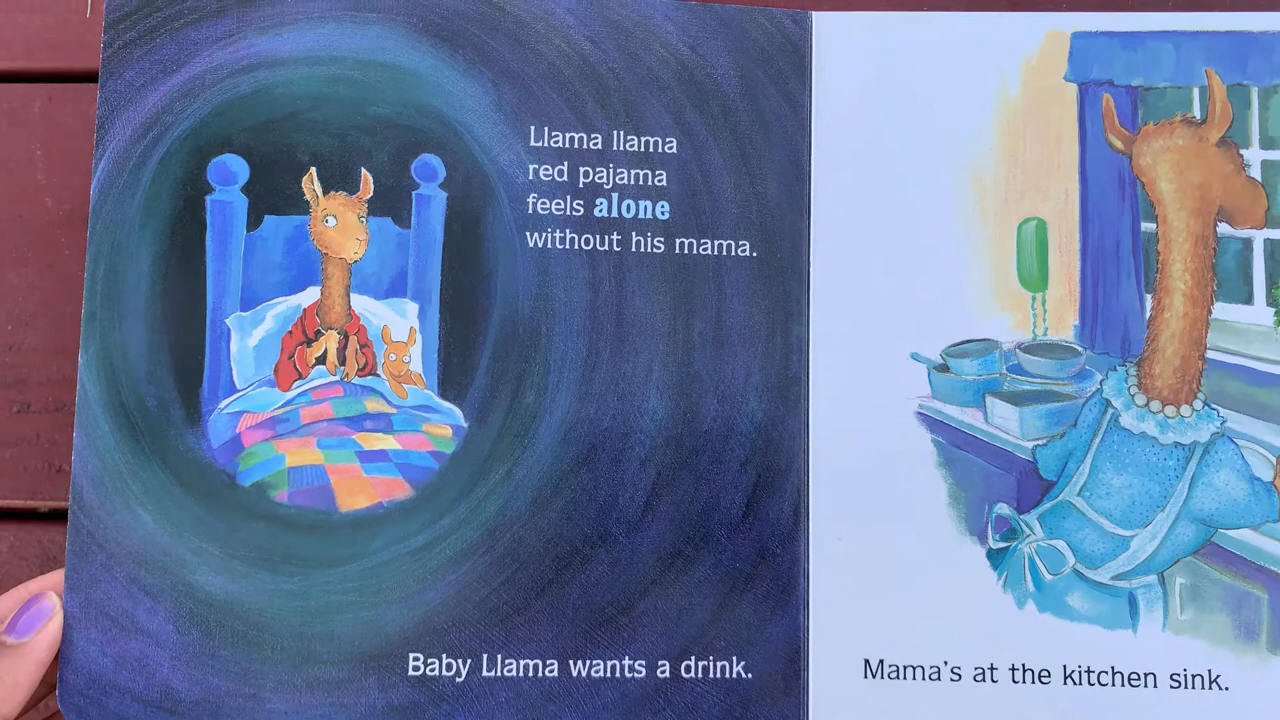 Llama llama
red pajama
feels alone
without his mama.
Baby Llama wants a drink.
Mama's at the kitchen sink.